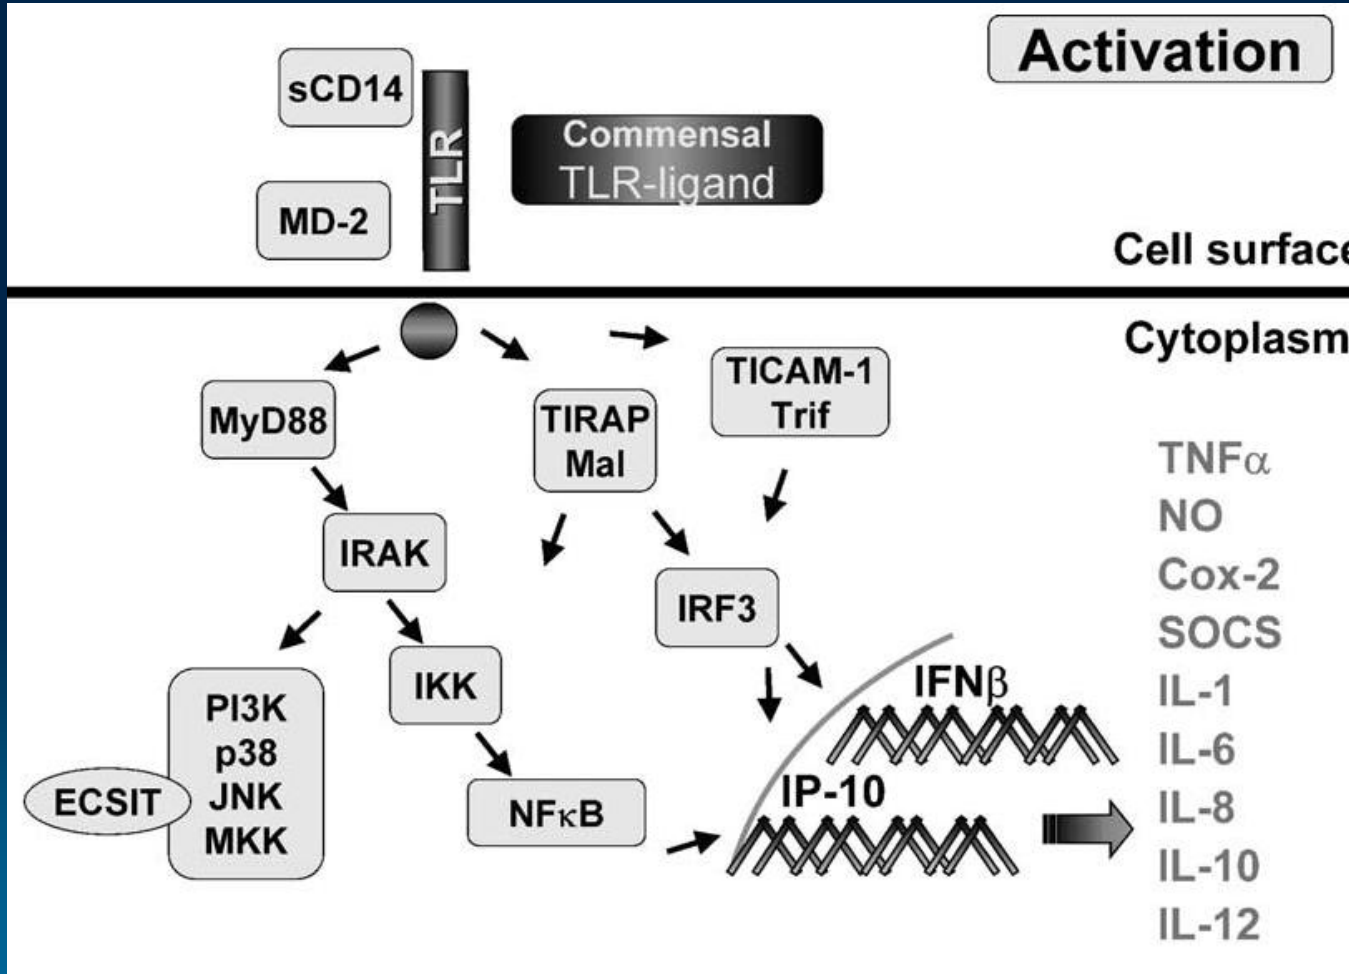 Activation
sCD14
TLR
Commensal
TLR-ligand
MD-2
Cell surface
Cytoplasm
MyD88
TIRAP
Mal
TICAM-1
Trif
IRAK
IRF3
IKK
PI3K
p38
JNK
MKK
ECSIT
NFκB
IFNβ
IP-10
TNFα
NO
Cox-2
SOCS
IL-1
IL-6
IL-8
IL-10
IL-12